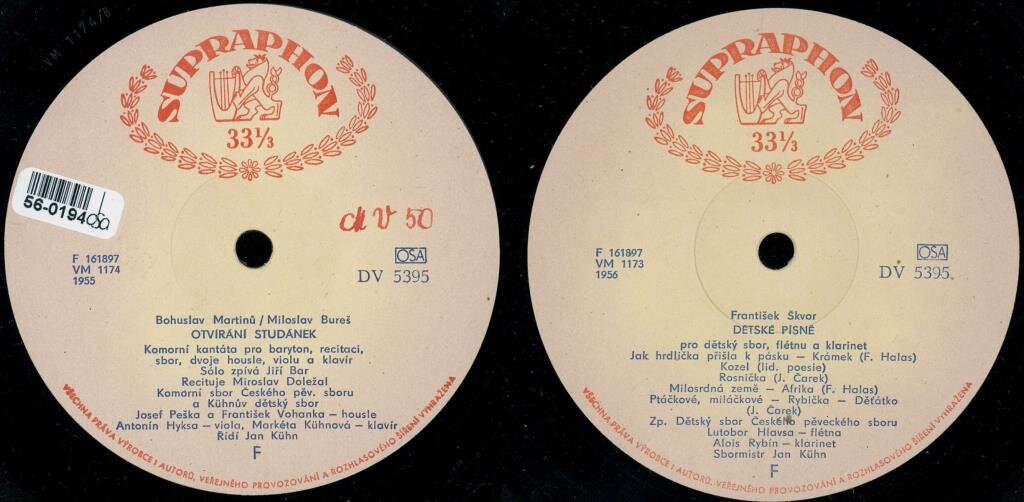 VM 1174/8
SUPRAPHON
33⅓
56-0194
F 161897
VM 1174
1955
OSA
DV 5395
Bohuslav Martinů / Miloslav Bureš
OTVÍRÁNÍ STUDÁNEK
Komorní kantáta pro baryton, recitaci,
sbor, dvoje housle, violu a klavír
Sólo zpívá Jiří Bar
Recituje Miroslav Doležal
Komorní sbor Českého pěv. sboru
a Kühnův dětský sbor
Josef Peška a František Vohanka – housle
Antonín Hyksa – viola, Markéta Kühnová – klavír
Řídí Jan Kühn
F
VŠECHNA PRÁVA VÝROBCE I AUTORŮ, VEŘEJNÉHO PROVOZOVÁNÍ A ROZHLASOVÉHO ŠÍŘENÍ VYHRAŽENA
SUPRAPHON
33⅓
F 161897
VM 1173
1956
OSA
DV 5395
František Škvor
DĚTSKÉ PÍSNĚ
pro dětský sbor, flétnu a klarinet
Jak hrdlička přišla k pásku – Krámek (F. Halas)
Kozel (lid. poesie)
Rosnička (J. Čarek)
Milosrdná země – Afrika (F. Halas)
Ptáčkové, miláčkové – Rybička – Děťátko
(J. Čarek)
Zp. Dětský sbor Českého pěveckého sboru
Lutobor Hlavsa – flétna
Alois Rybín – klarinet
Sbormistr Jan Kühn
F
VŠECHNA PRÁVA VÝROBCE I AUTORŮ, VEŘEJNÉHO PROVOZOVÁNÍ A ROZHLASOVÉHO ŠÍŘENÍ VYHRAŽENA